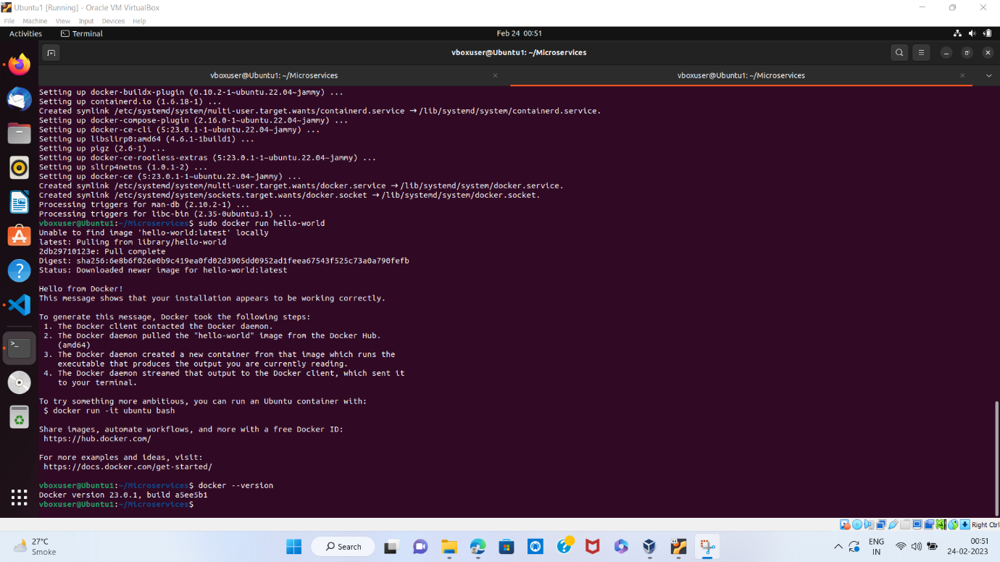 Ubuntu1 [Running] - Oracle VM VirtualBox
File Machine View Input Devices Help
Activities Terminal Feb 24 00:51
vboxuser@Ubuntu1: ~/Microservices
vboxuser@Ubuntu1: ~/Microservices vboxuser@Ubuntu1: ~/Microservices
Setting up docker-buildx-plugin (0.10.2-1~ubuntu.22.04~jammy) ...
Setting up containerd.io (1.6.18-1) ...
Created symlink /etc/systemd/system/multi-user.target.wants/containerd.service → /lib/systemd/system/containerd.service.
Setting up docker-compose-plugin (2.16.0-1~ubuntu.22.04~jammy) ...
Setting up docker-ce-cli (5:23.0.1-1~ubuntu.22.04~jammy) ...
Setting up libslirp0:amd64 (4.6.1-1build1) ...
Setting up pigz (2.6-1) ...
Setting up docker-ce-rootless-extras (5:23.0.1-1~ubuntu.22.04~jammy) ...
Setting up slirp4netns (1.0.1-2) ...
Setting up docker-ce (5:23.0.1-1~ubuntu.22.04~jammy) ...
Created symlink /etc/systemd/system/multi-user.target.wants/docker.service → /lib/systemd/system/docker.service.
Created symlink /etc/systemd/system/sockets.target.wants/docker.socket → /lib/systemd/system/docker.socket.
Processing triggers for man-db (2.10.2-1) ...
Processing triggers for libc-bin (2.35-0ubuntu3.1) ...
vboxuser@Ubuntu1:~/Microservices$ sudo docker run hello-world
Unable to find image 'hello-world:latest' locally
latest: Pulling from library/hello-world
2db29710123e: Pull complete
Digest: sha256:6e8b6f026e0b9c419ea0fd02d3905dd0952ad1feea67543f525c73a0a790fefb
Status: Downloaded newer image for hello-world:latest
Hello from Docker!
This message shows that your installation appears to be working correctly.
To generate this message, Docker took the following steps:
1. The Docker client contacted the Docker daemon.
2. The Docker daemon pulled the "hello-world" image from the Docker Hub.
(amd64)
3. The Docker daemon created a new container from that image which runs the
executable that produces the output you are currently reading.
4. The Docker daemon streamed that output to the Docker client, which sent it
to your terminal.
To try something more ambitious, you can run an Ubuntu container with:
$ docker run -it ubuntu bash
Share images, automate workflows, and more with a free Docker ID:
https://hub.docker.com/
For more examples and ideas, visit:
https://docs.docker.com/get-started/
vboxuser@Ubuntu1:~/Microservices$ docker --version
Docker version 23.0.1, build a5ee5b1
vboxuser@Ubuntu1:~/Microservices$
Right Ctrl
27°C
Smoke
Search
ENG
IN
00:51
24-02-2023